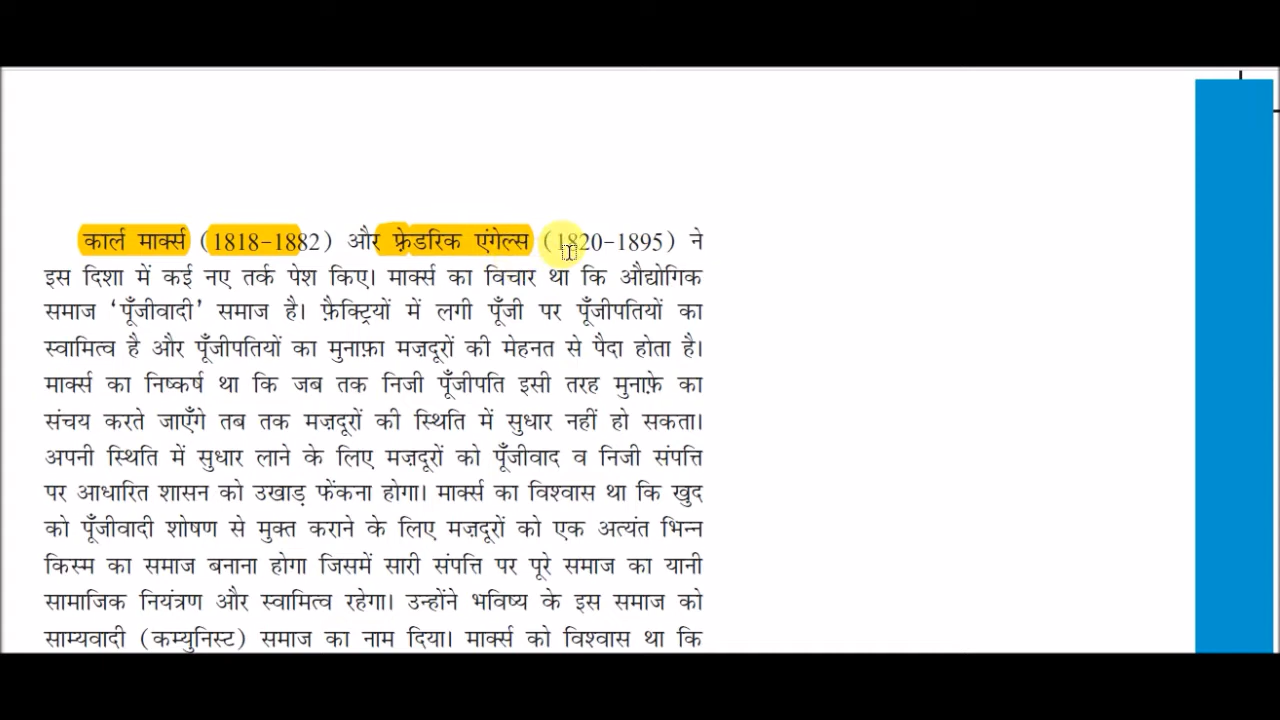 कार्ल मार्क्स (1818-1882) और फ़्रेडरिक एंगेल्स (1820-1895) ने
इस दिशा में कई नए तर्क पेश किए। मार्क्स का विचार था कि औद्योगिक
समाज ‘पूँजीवादी’ समाज है। फ़ैक्ट्रियों में लगी पूँजी पर पूँजीपतियों का
स्वामित्व है और पूँजीपतियों का मुनाफ़ा मज़दूरों की मेहनत से पैदा होता है।
मार्क्स का निष्कर्ष था कि जब तक निजी पूँजीपति इसी तरह मुनाफ़े का
संचय करते जाएँगे तब तक मज़दूरों की स्थिति में सुधार नहीं हो सकता।
अपनी स्थिति में सुधार लाने के लिए मज़दूरों को पूँजीवाद व निजी संपत्ति
पर आधारित शासन को उखाड़ फेंकना होगा। मार्क्स का विश्वास था कि खुद
को पूँजीवादी शोषण से मुक्त कराने के लिए मज़दूरों को एक अत्यंत भिन्न
किस्म का समाज बनाना होगा जिसमें सारी संपत्ति पर पूरे समाज का यानी
सामाजिक नियंत्रण और स्वामित्व रहेगा। उन्होंने भविष्य के इस समाज को
साम्यवादी (कम्युनिस्ट) समाज का नाम दिया। मार्क्स को विश्वास था कि